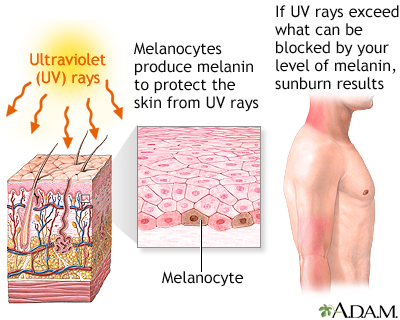 Ultraviolet
(UV) rays
Melanocytes
produce melanin
to protect the
skin from UV rays
If UV rays exceed
what can be
blocked by your
level of melanin,
sunburn results
Melanocyte
A.D.A.M.